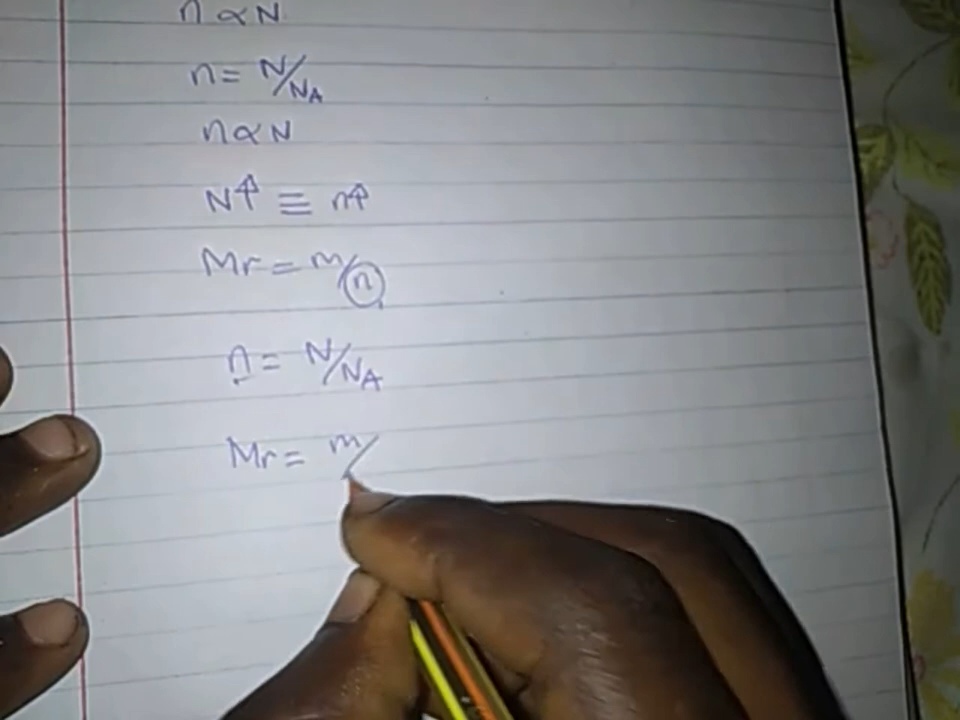 n ∝ N
n = N/NA
n ∝ N
N↑ ≡ n↑
Mr = m/n
n = N/NA
Mr = m/